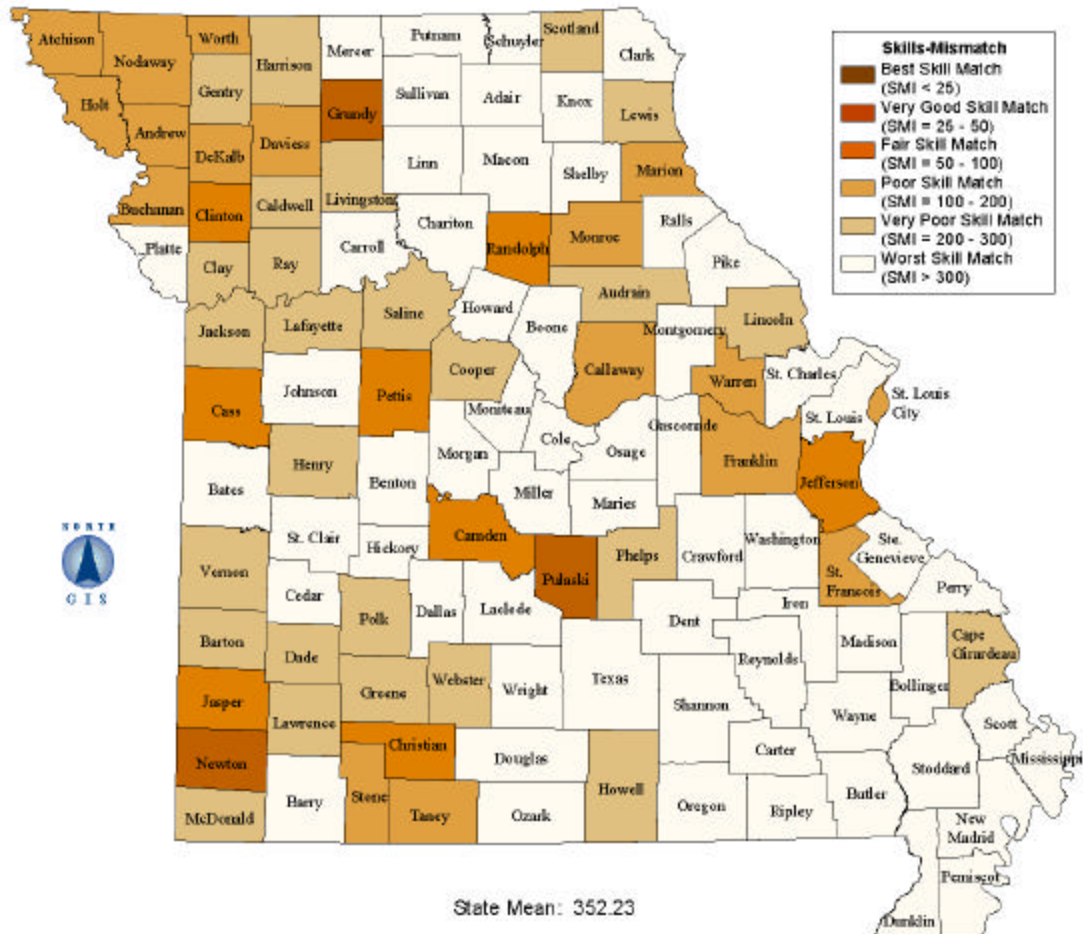 Skills-Mismatch
Best Skill Match
(SMI < 25)
Very Good Skill Match
(SMI = 25 - 50)
Fair Skill Match
(SMI = 50 - 100)
Poor Skill Match
(SMI = 100 - 200)
Very Poor Skill Match
(SMI = 200 - 300)
Worst Skill Match
(SMI > 300)
Atchison
Nodaway
Worth
Harrison
Mercer
Putnam
Schuyler
Scotland
Clark
Gentry
Holt
Andrew
DeKalb
Daviess
Grundy
Sullivan
Adair
Knox
Lewis
Linn
Macon
Shelby
Marion
Buchanan
Clinton
Caldwell
Livingston
Chariton
Randolph
Monroe
Ralls
Pike
Platte
Clay
Ray
Carroll
Audrain
Jackson
Lafayette
Saline
Howard
Boone
Montgomery
Lincoln
Cass
Johnson
Pettis
Cooper
Callaway
Warren
St. Charles
St. Louis
City
St. Louis
Moniteau
Cole
Osage
Gasconade
Franklin
Jefferson
Bates
Henry
Benton
Morgan
Miller
Maries
NORTH
GIS
St. Clair
Hickory
Camden
Pulaski
Phelps
Crawford
Washington
Ste.
Genevieve
St.
Francois
Perry
Vernon
Cedar
Polk
Dallas
Laclede
Dent
Iron
Madison
Cape
Girardeau
Barton
Dade
Greene
Webster
Wright
Texas
Reynolds
Bollinger
Jasper
Lawrence
Shannon
Wayne
Scott
Newton
Christian
Douglas
Carter
Stoddard
Mississippi
McDonald
Barry
Stone
Taney
Ozark
Howell
Oregon
Ripley
Butler
New
Madrid
Pemiscot
Dunklin
State Mean: 352.23